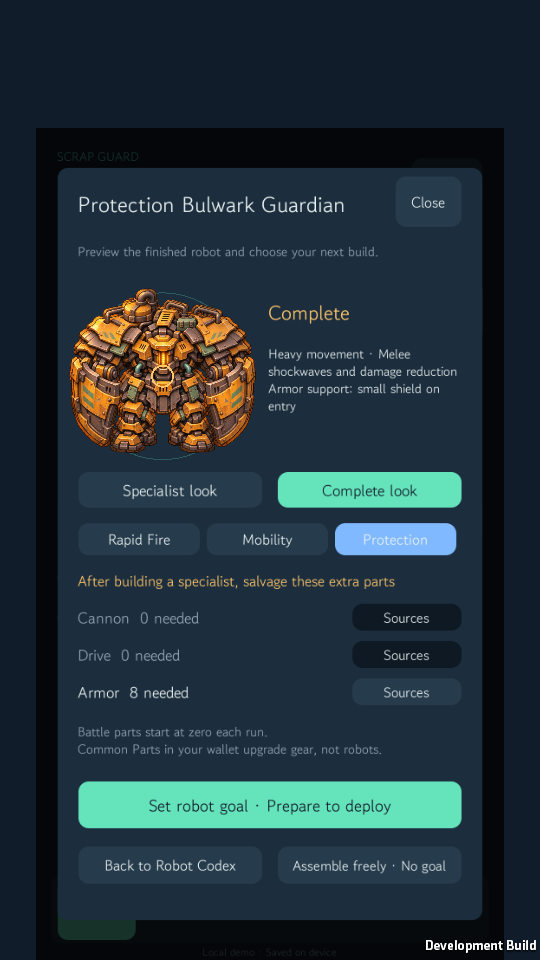 SCRAP GUARD
Protection Bulwark Guardian
Close
Preview the finished robot and choose your next build.
Complete
Heavy movement · Melee
shockwaves and damage reduction
Armor support: small shield on
entry
Specialist look
Complete look
Rapid Fire
Mobility
Protection
After building a specialist, salvage these extra parts
Cannon 0 needed
Sources
Drive 0 needed
Sources
Armor 8 needed
Sources
Battle parts start at zero each run.
Common Parts in your wallet upgrade gear, not robots.
Set robot goal · Prepare to deploy
Back to Robot Codex
Assemble freely · No goal
Local demo · Saved on device
Development Build